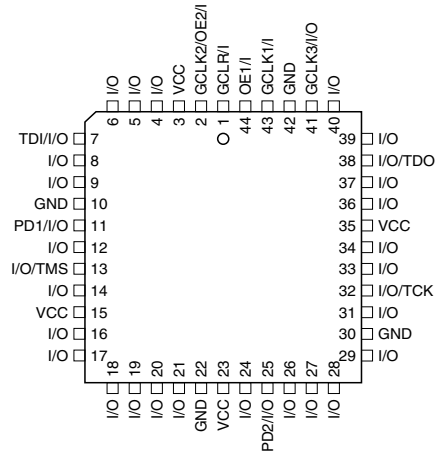 I/O
I/O
I/O
VCC
GCLK2/OE2/I
GCLR/I
OE1/I
GCLK1/I
GND
GCLK3/I/O
I/O
6
5
4
3
2
1
44
43
42
41
40
TDI/I/O 7
I/O 8
I/O 9
GND 10
PD1/I/O 11
I/O 12
I/O/TMS 13
I/O 14
VCC 15
I/O 16
I/O 17
39 I/O
38 I/O/TDO
37 I/O
36 I/O
35 VCC
34 I/O
33 I/O
32 I/O/TCK
31 I/O
30 GND
29 I/O
18
19
20
21
22
23
24
25
26
27
28
I/O
I/O
I/O
I/O
GND
VCC
I/O
PD2/I/O
I/O
I/O
I/O